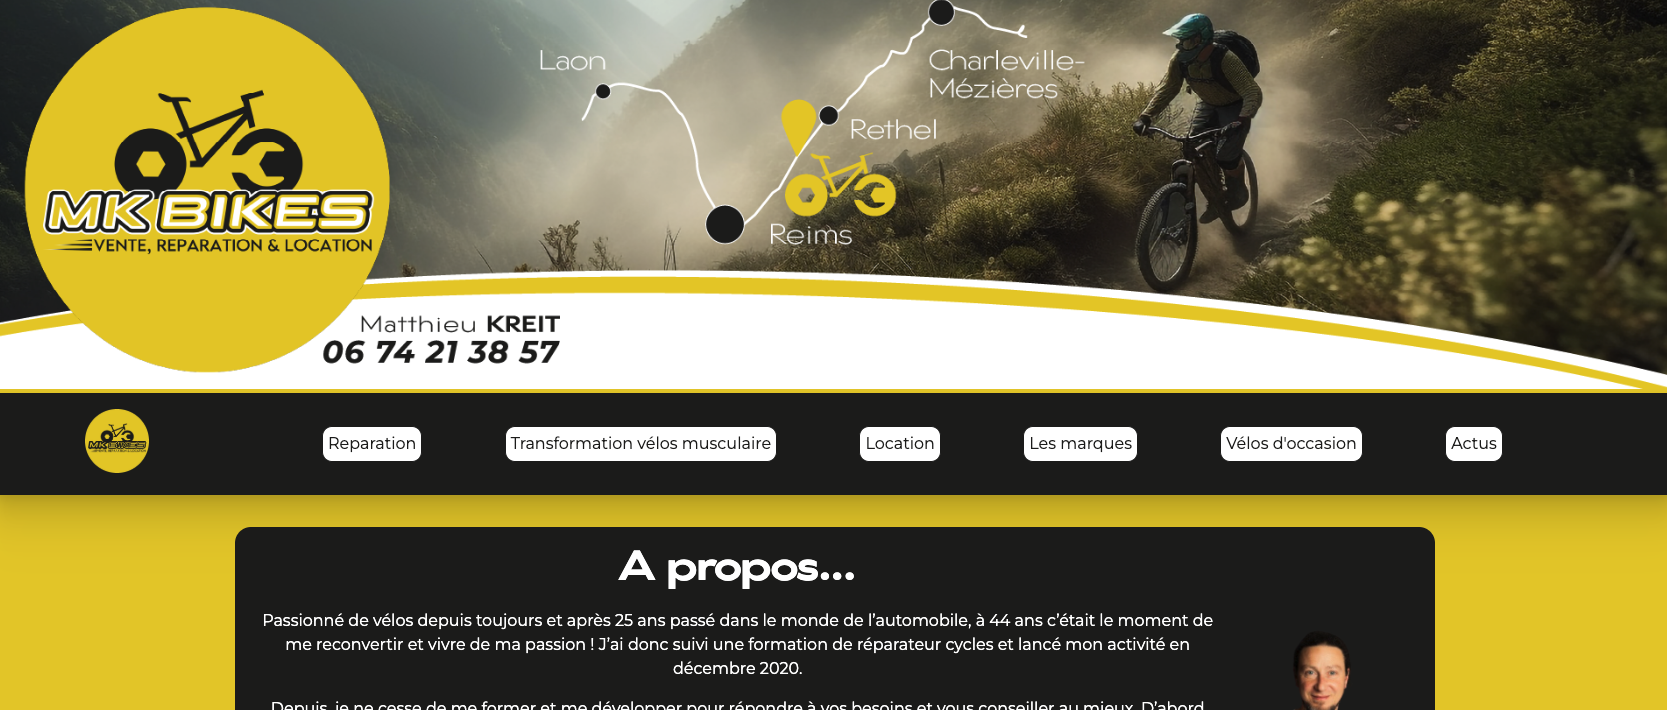 Laon
Charleville-
Mézières
Rethel
Reims
MK BIKES
VENTE, REPARATION & LOCATION
Matthieu KREIT
06 74 21 38 57
MK BIKES
Reparation
Transformation vélos musculaire
Location
Les marques
Vélos d'occasion
Actus
A propos...
Passionné de vélos depuis toujours et après 25 ans passé dans le monde de l’automobile, à 44 ans c’était le moment de
me reconvertir et vivre de ma passion ! J’ai donc suivi une formation de réparateur cycles et lancé mon activité en
décembre 2020.
Depuis, je ne cesse de me former et me développer pour répondre à vos besoins et vous conseiller au mieux. D’abord